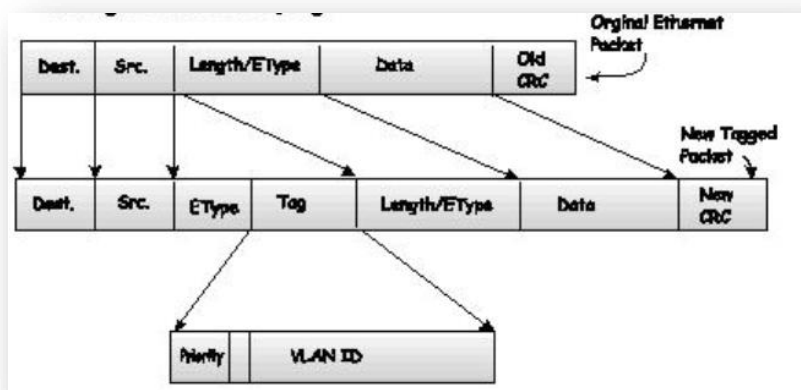 Orginal Ethernet
Packet
Dest. Src. Length/EType Data Old
CRC
New Tagged
Packet
Dest. Src. EType Tag Length/EType Data New
CRC
Priority VLAN ID